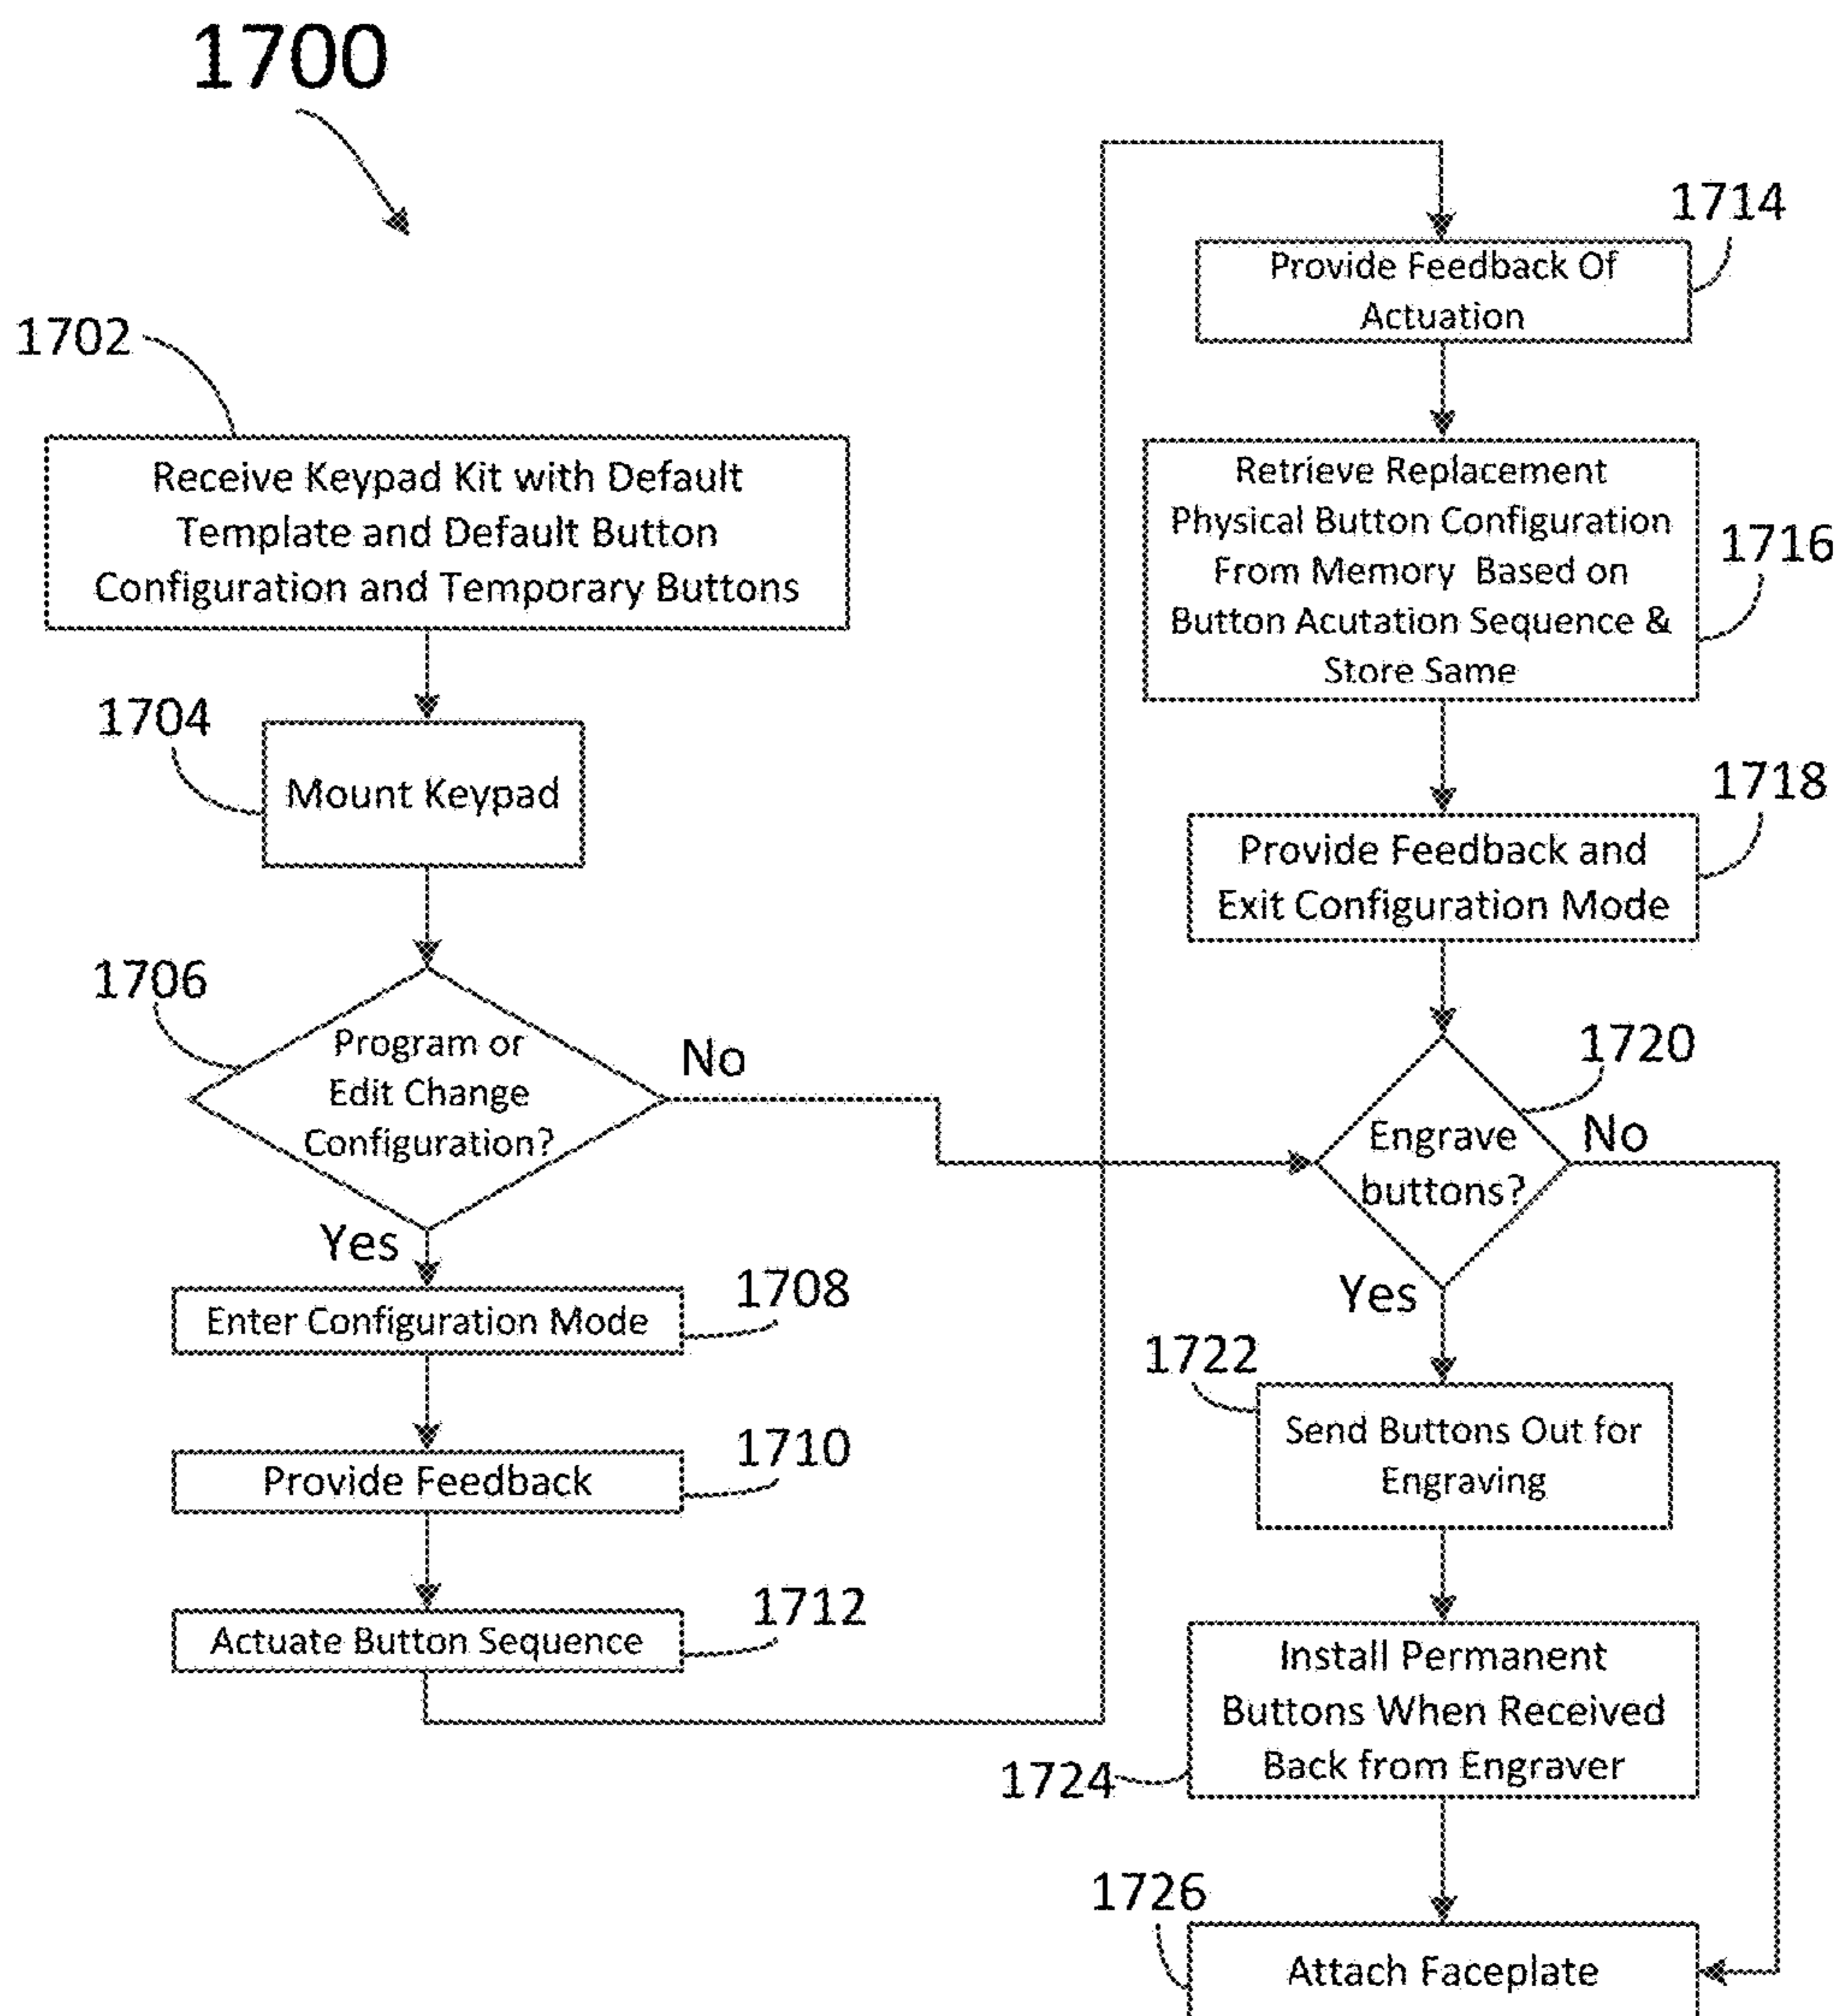 1700
1702
Receive Keypad Kit with Default
Template and Default Button
Configuration and Temporary Buttons
1704
Mount Keypad
1706
Program or
Edit Change
Configuration?
No
Yes
1708
Enter Configuration Mode
1710
Provide Feedback
1712
Actuate Button Sequence
1714
Provide Feedback Of
Actuation
1716
Retrieve Replacement
Physical Button Configuration
From Memory Based on
Button Acutation Sequence &
Store Same
1718
Provide Feedback and
Exit Configuration Mode
1720
Engrave
buttons?
No
Yes
1722
Send Buttons Out for
Engraving
1724
Install Permanent
Buttons When Received
Back from Engraver
1726
Attach Faceplate